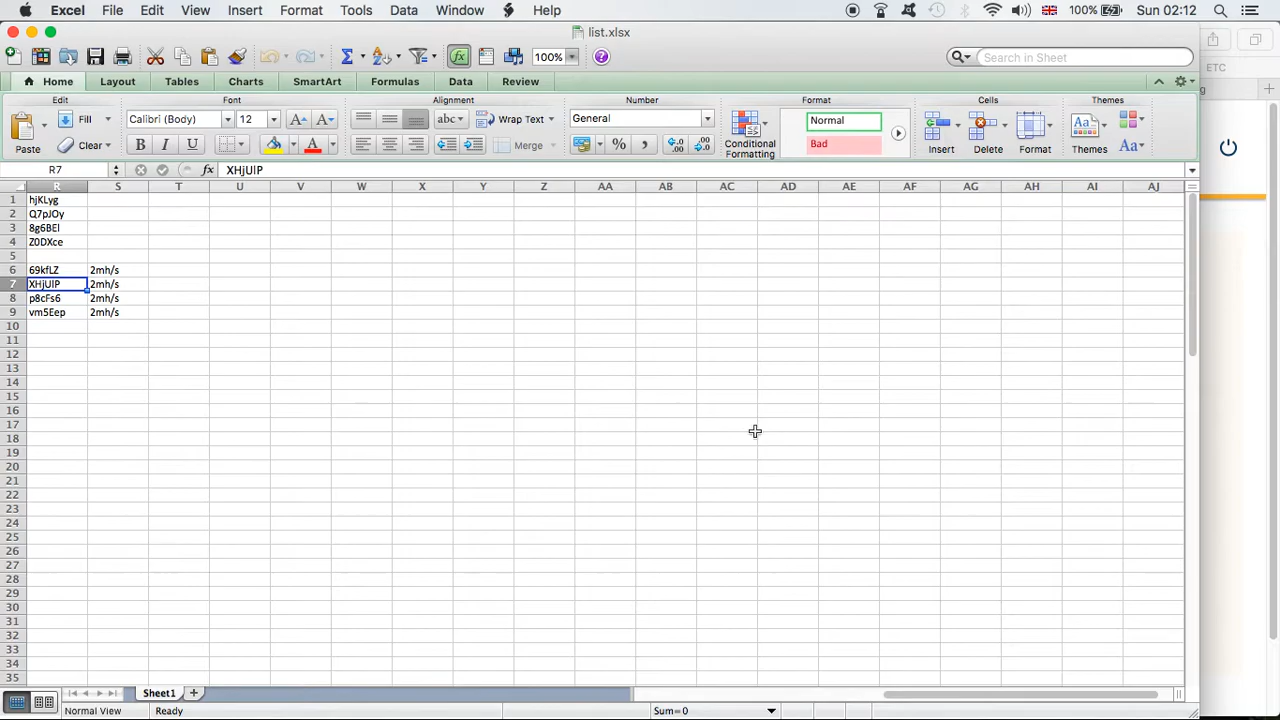 Excel File Edit View Insert Format Tools Data Window Help 100% Sun 02:12
list.xlsx
100% Search in Sheet
ETC
Home Layout Tables Charts SmartArt Formulas Data Review
Edit Font Alignment Number Format Cells Themes
Fill Calibri (Body) 12 abc Wrap Text General Normal
Paste Clear B I U A Merge % Conditional Formatting Bad Insert Delete Format Themes Aa
R7 fx XHjUlP
R S T U V W X Y Z AA AB AC AD AE AF AG AH AI AJ
1 hjKLyg
2 Q7pJOy
3 8g6BEl
4 Z0DXce
5
6 69kfLZ 2mh/s
7 XHjUlP 2mh/s
8 p8cFs6 2mh/s
9 vm5Eep 2mh/s
10
11
12
13
14
15
16
17
18
19
20
21
22
23
24
25
26
27
28
29
30
31
32
33
34
35
Sheet1
Normal View Ready Sum=0